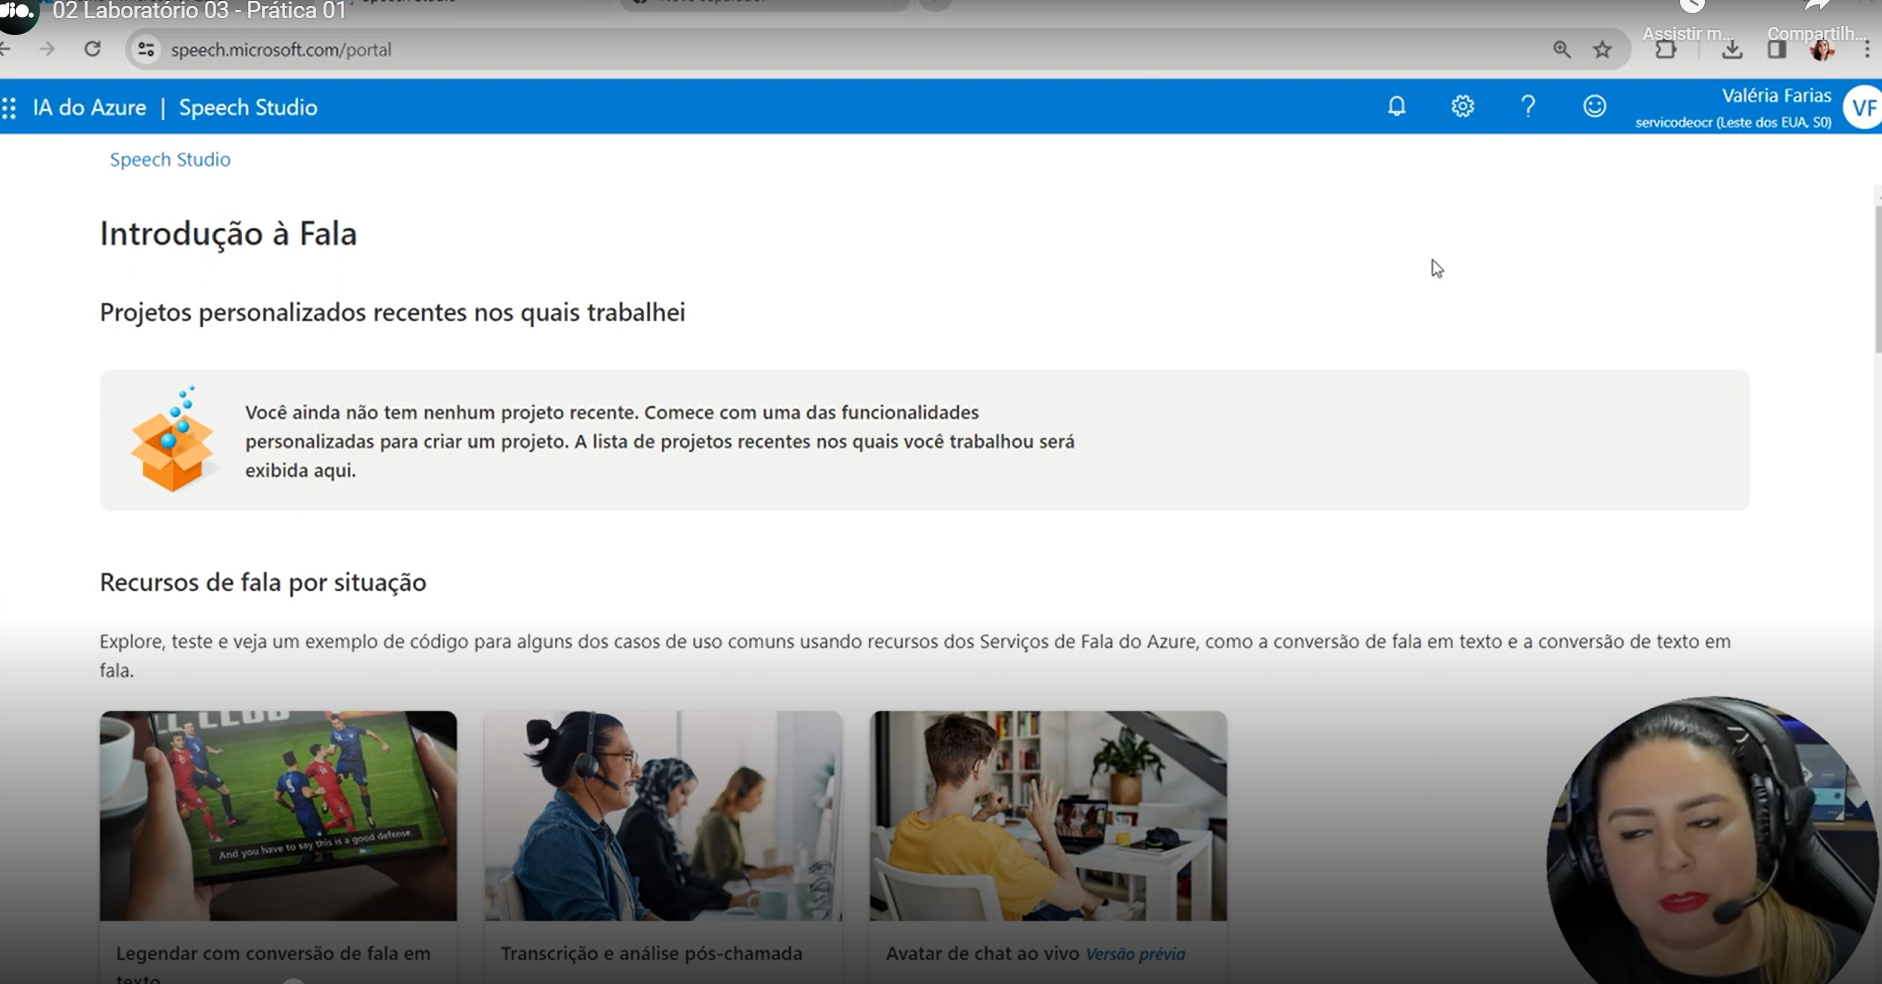 dio.
02 Laboratório 03 - Prática 01
Assistir m...
Compartilh...
speech.microsoft.com/portal
IA do Azure | Speech Studio
Valéria Farias
servicodeocr (Leste dos EUA, S0)
VF
Speech Studio
Introdução à Fala
Projetos personalizados recentes nos quais trabalhei
Você ainda não tem nenhum projeto recente. Comece com uma das funcionalidades
personalizadas para criar um projeto. A lista de projetos recentes nos quais você trabalhou será
exibida aqui.
Recursos de fala por situação
Explore, teste e veja um exemplo de código para alguns dos casos de uso comuns usando recursos dos Serviços de Fala do Azure, como a conversão de fala em texto e a conversão de texto em
fala.
And you have to say this is a good defense.
Legendar com conversão de fala em
texto
Transcrição e análise pós-chamada
Avatar de chat ao vivo Versão prévia